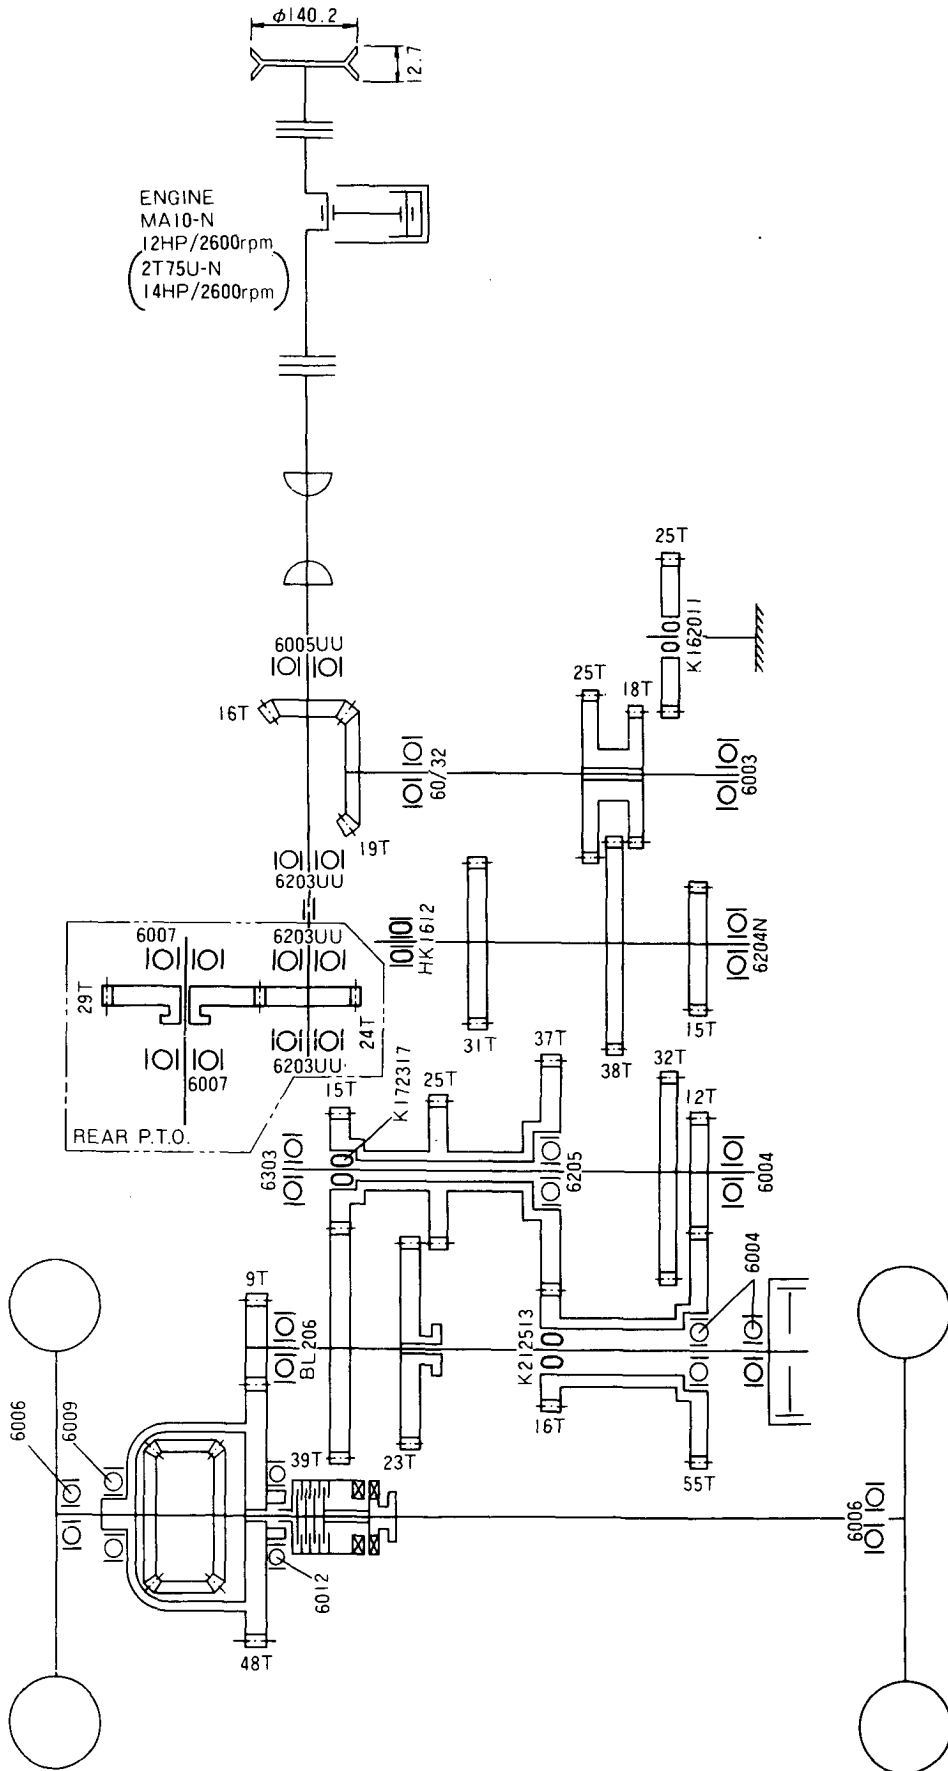 φ140.2
12.7
ENGINE
MA10-N
12HP/2600rpm
(2T75U-N
14HP/2600rpm)
6005UU
16T
25T
K162011
25T
18T
60/32
6003
19T
6203UU
6007
6203UU
HK1612
6204N
29T
24T
31T
38T
15T
6007
6203UU
REAR P.T.O.
15T
K172317
25T
37T
32T
12T
6303
6205
6004
9T
6004
BL206
K212513
6006
6009
39T
23T
16T
55T
6012
6006
48T